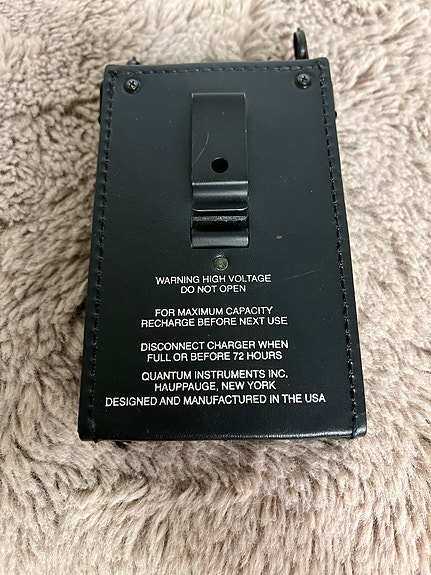 WARNING HIGH VOLTAGE
DO NOT OPEN
FOR MAXIMUM CAPACITY
RECHARGE BEFORE NEXT USE
DISCONNECT CHARGER WHEN
FULL OR BEFORE 72 HOURS
QUANTUM INSTRUMENTS INC.
HAUPPAUGE, NEW YORK
DESIGNED AND MANUFACTURED IN THE USA